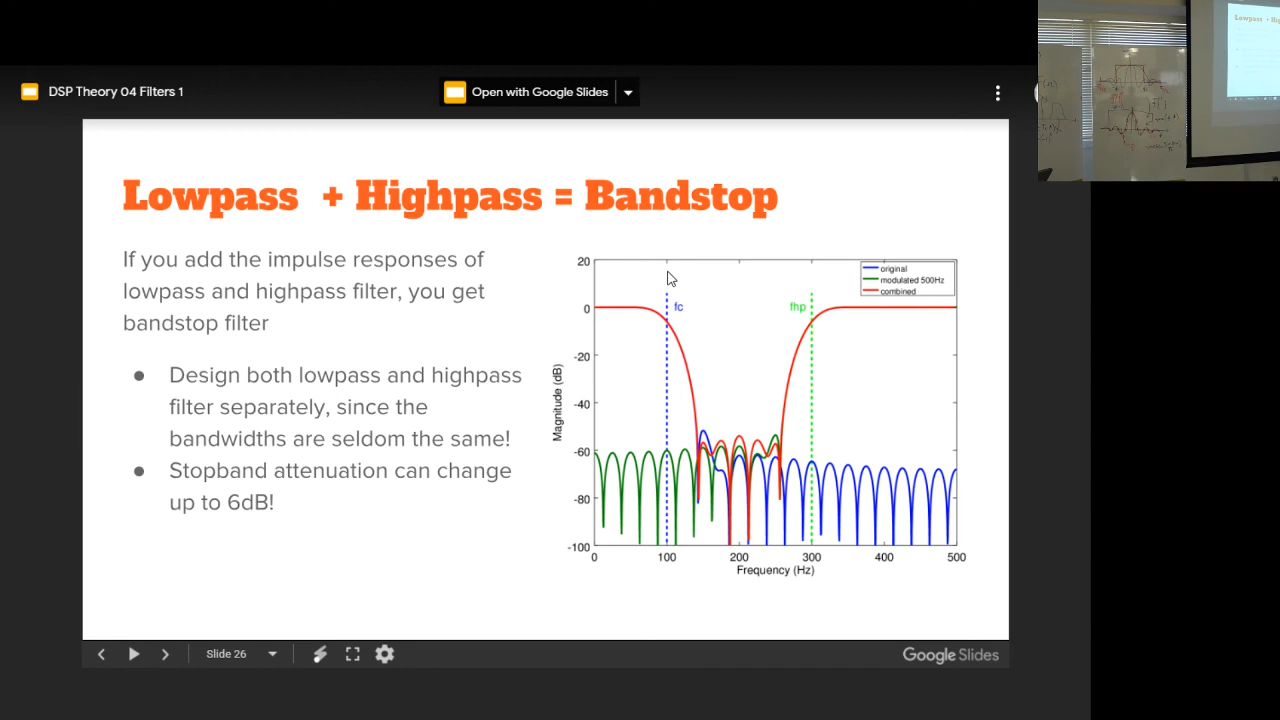 DSP Theory 04 Filters 1
Open with Google Slides
Lowpass + Highpass = Bandstop
If you add the impulse responses of
lowpass and highpass filter, you get
bandstop filter
● Design both lowpass and highpass
filter separately, since the
bandwidths are seldom the same!
● Stopband attenuation can change
up to 6dB!
20
0
-20
-40
-60
-80
-100
Magnitude (dB)
fc
fhp
original
modulated 500Hz
combined
0 100 200 300 400 500
Frequency (Hz)
Slide 26
Google Slides
Lowpass + Hig